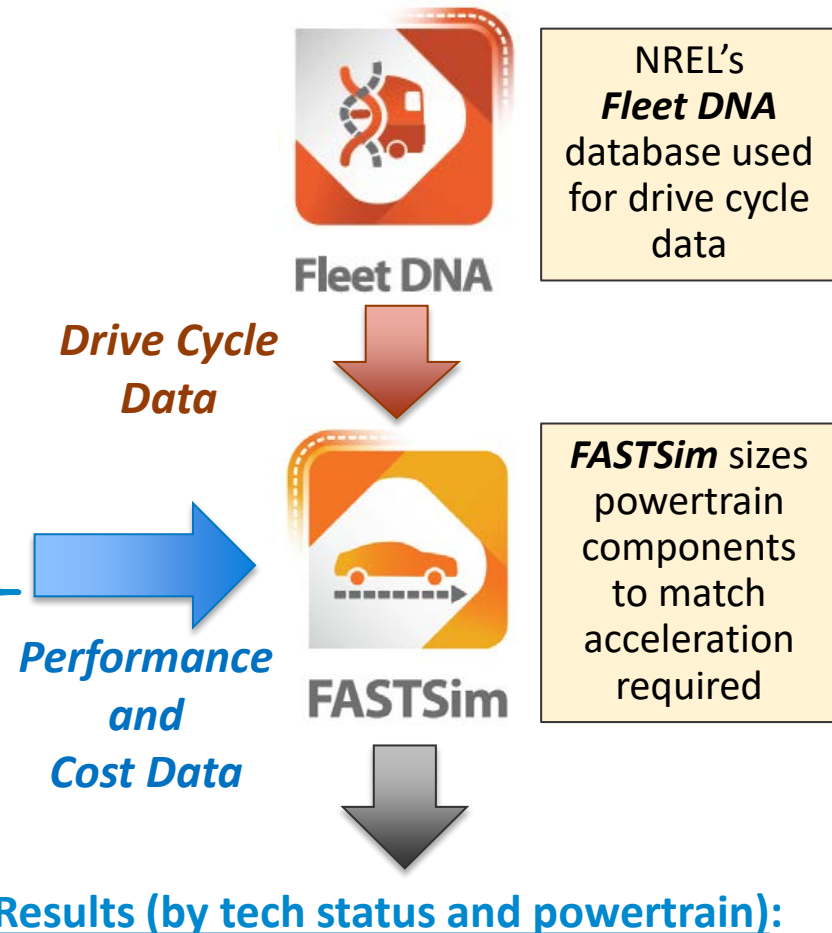 NREL's
Fleet DNA
database used
for drive cycle
data
Fleet DNA
Drive Cycle
Data
FASTSim sizes
powertrain
components
to match
acceleration
required
Performance
and
Cost Data
FASTSim
Results (by tech status and powertrain):